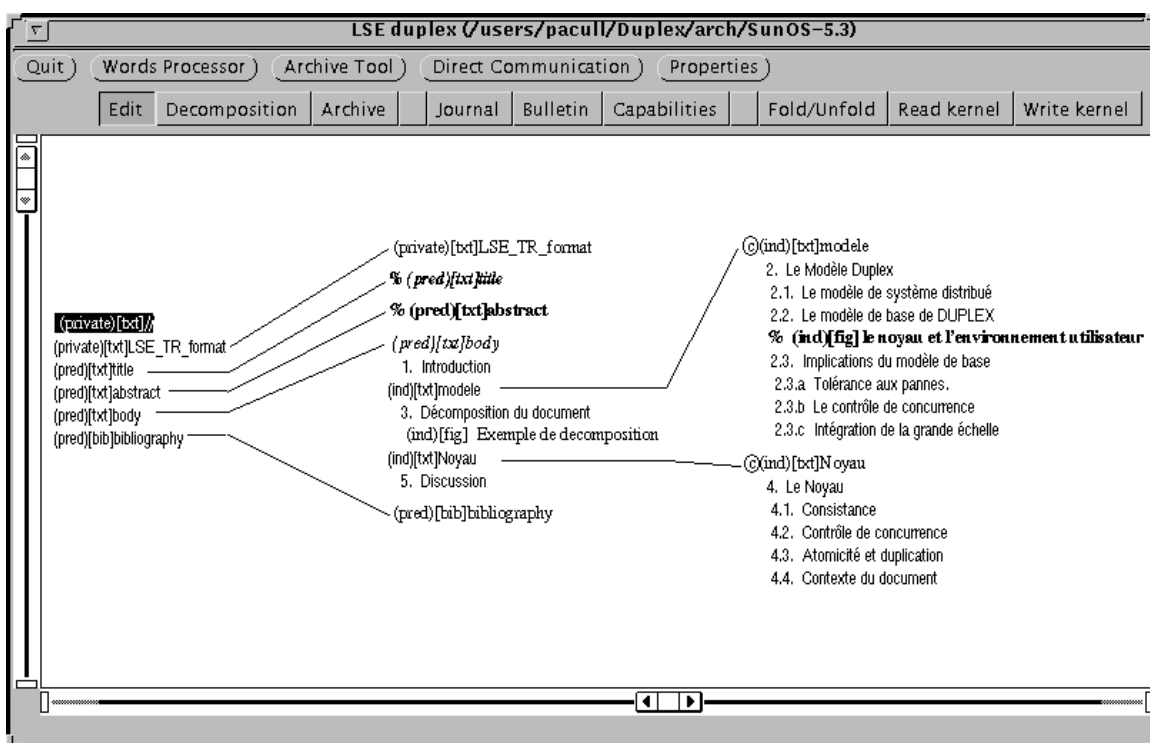 LSE duplex (/users/pacull/Duplex/arch/SunOS-5.3)
Quit Words Processor Archive Tool Direct Communication Properties
Edit Decomposition Archive Journal Bulletin Capabilities Fold/Unfold Read kernel Write kernel
(private)[txt]//
(private)[txt]LSE_TR_format
(pred)[txt]title
(pred)[txt]abstract
(pred)[txt]body
(pred)[bib]bibliography
(private)[txt]LSE_TR_format
% (pred)[txt]title
% (pred)[txt]abstract
(pred)[txt]body
1. Introduction
(ind)[txt]modele
3. Décomposition du document
(ind)[fig] Exemple de decomposition
(ind)[txt]Noyau
5. Discussion
(pred)[bib]bibliography
©(ind)[txt]modele
2. Le Modèle Duplex
2.1. Le modèle de système distribué
2.2. Le modèle de base de DUPLEX
% (ind)[fig] le noyau et l'environnement utilisateur
2.3. Implications du modèle de base
2.3.a Tolérance aux pannes.
2.3.b Le contrôle de concurrence
2.3.c Intégration de la grande échelle
©(ind)[txt]Noyau
4. Le Noyau
4.1. Consistance
4.2. Contrôle de concurrence
4.3. Atomicité et duplication
4.4. Contexte du document